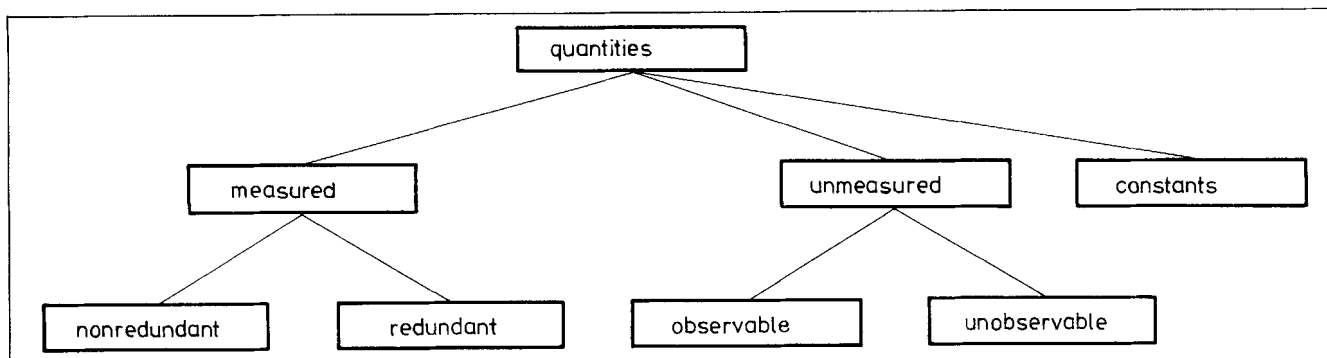 quantities
measured
unmeasured
constants
nonredundant
redundant
observable
unobservable